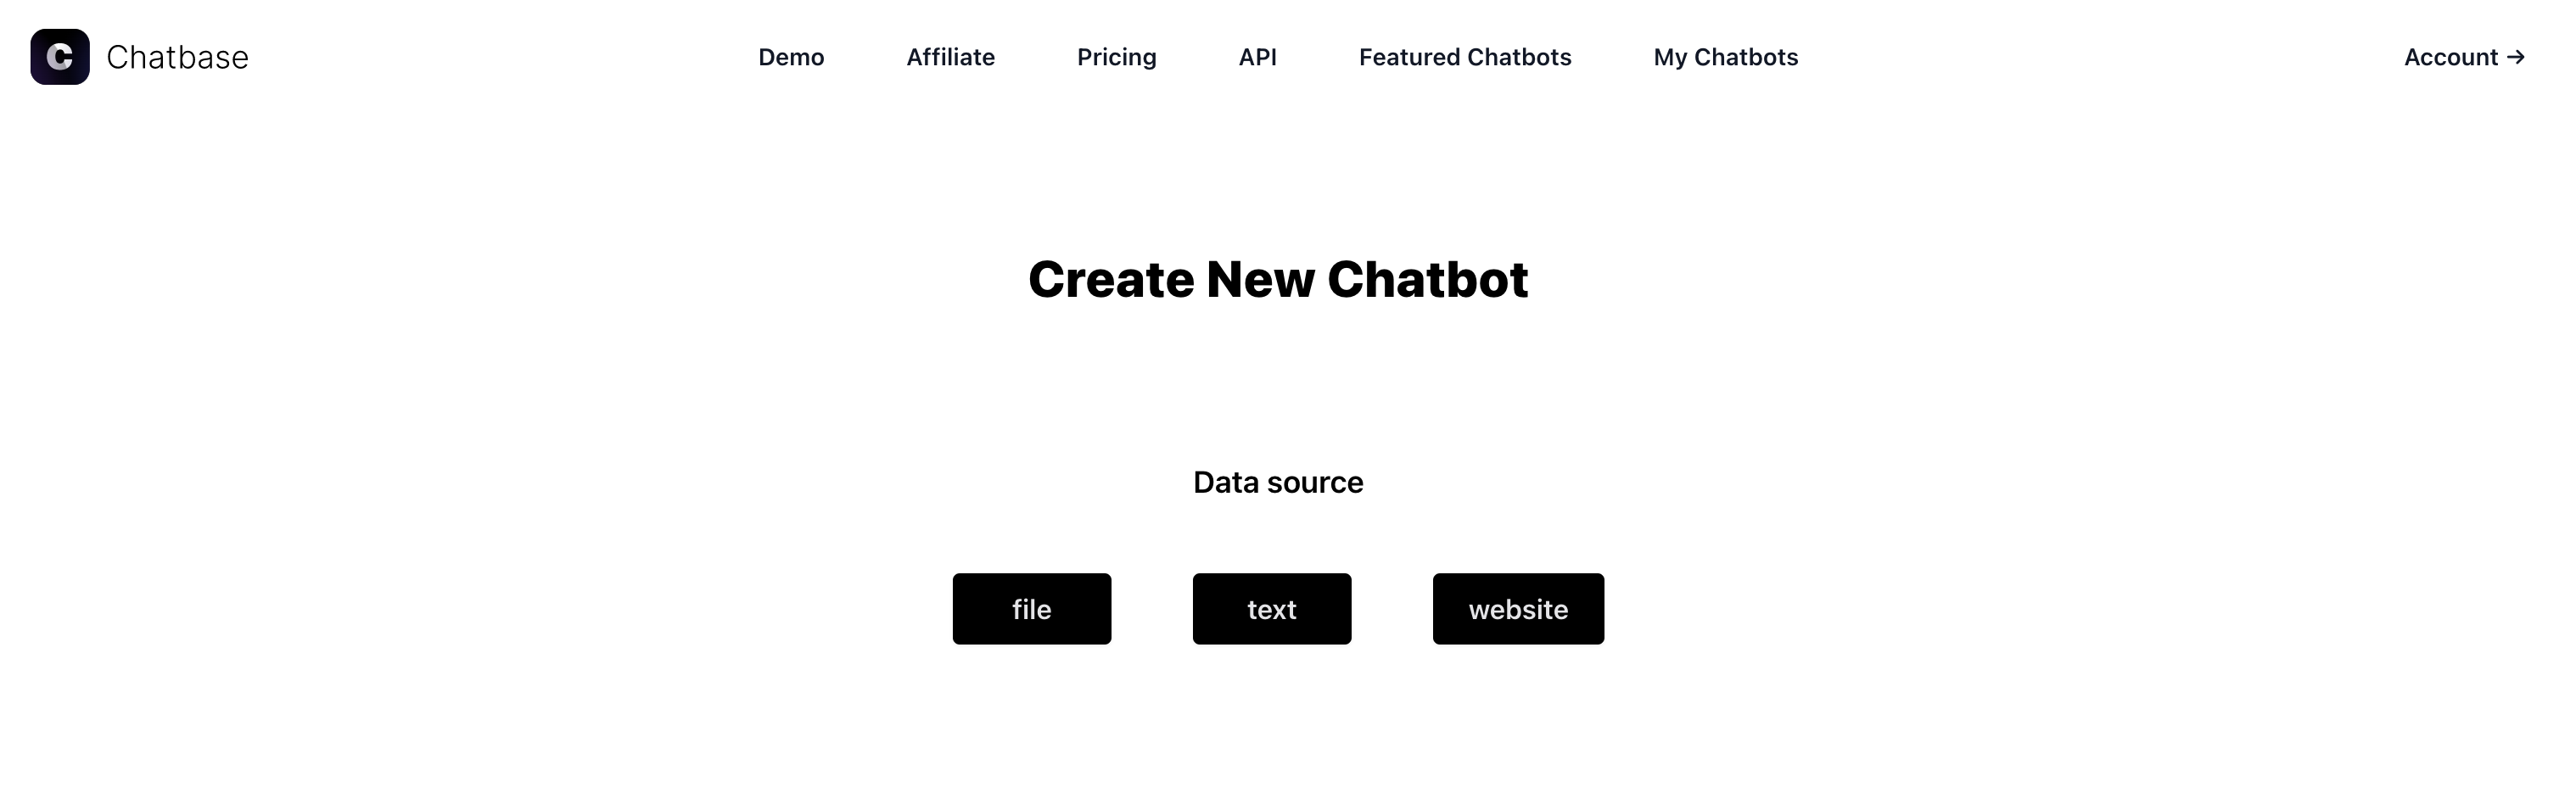 C Chatbase Demo Affiliate Pricing API Featured Chatbots My Chatbots Account →
Create New Chatbot
Data source
file text website